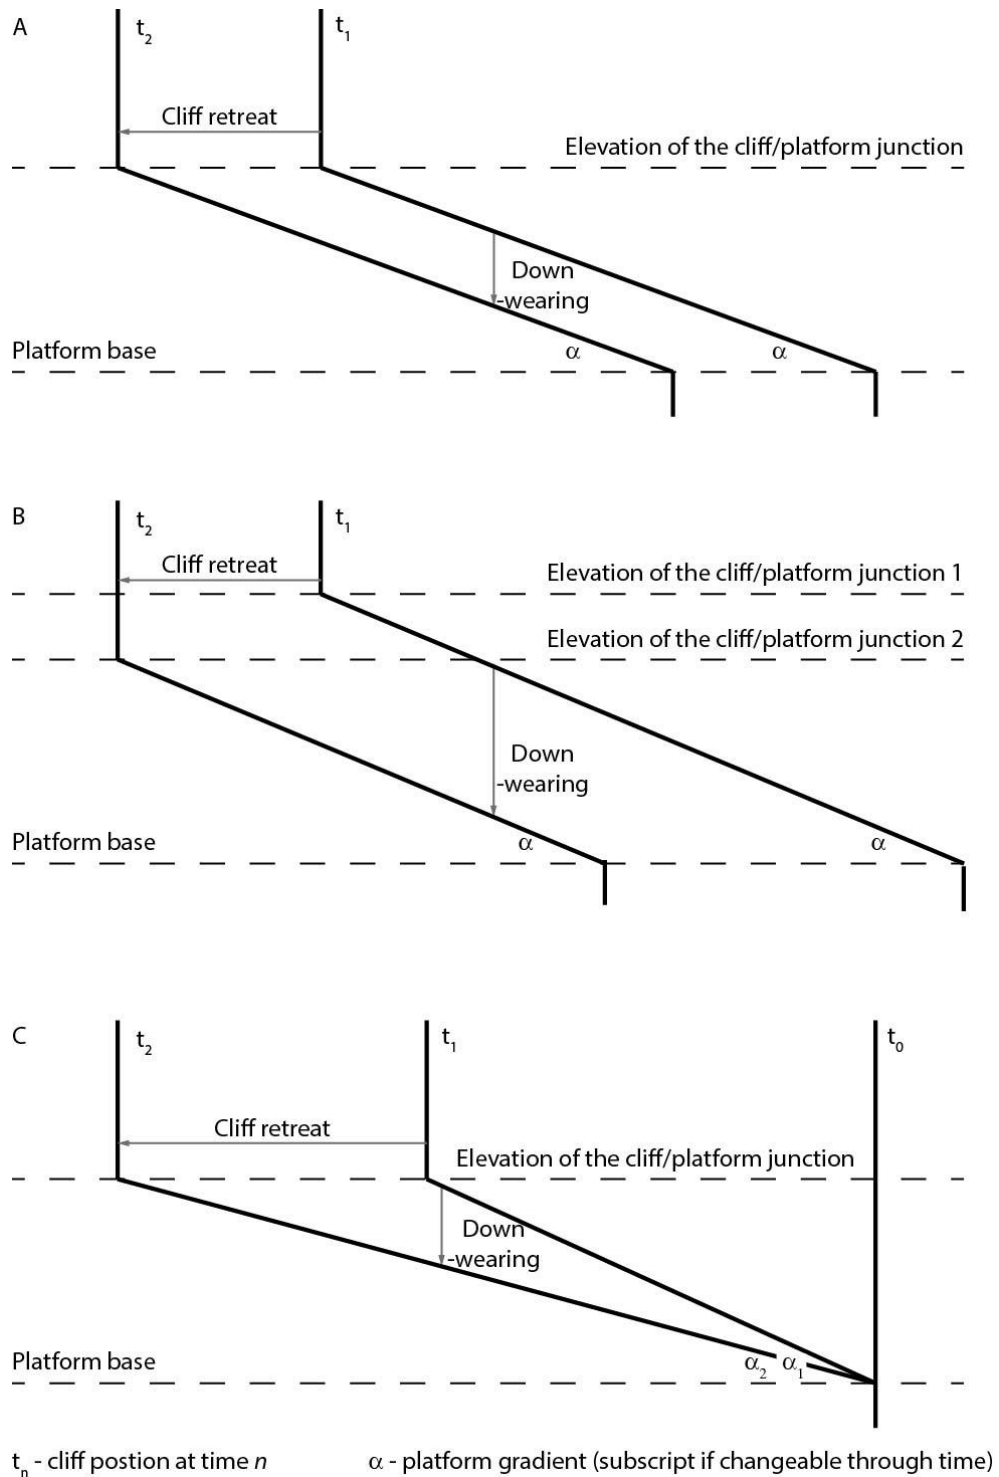 A
t2
t1
Cliff retreat
Elevation of the cliff/platform junction
Down
-wearing
Platform base
α
α
B
t2
t1
Cliff retreat
Elevation of the cliff/platform junction 1
Elevation of the cliff/platform junction 2
Down
-wearing
Platform base
α
α
C
t2
t1
t0
Cliff retreat
Elevation of the cliff/platform junction
Down
-wearing
Platform base
α2
α1
tn - cliff postion at time n
α - platform gradient (subscript if changeable through time)